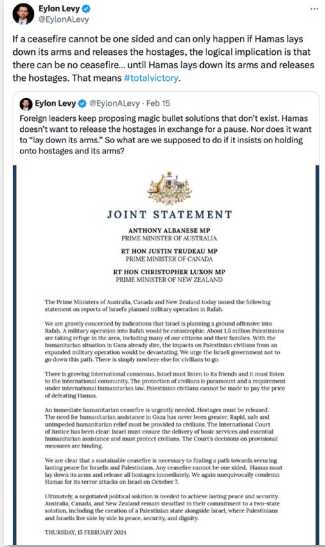 Eylon Levy
@EylonALevy
If a ceasefire cannot be one sided and can only happen if Hamas lays
down its arms and releases the hostages, the logical implication is that
there can be no ceasefire... until Hamas lays down its arms and releases
the hostages. That means #totalvictory.
Eylon Levy @EylonALevy · Feb 15
Foreign leaders keep proposing magic bullet solutions that don't exist. Hamas
doesn't want to release the hostages in exchange for a pause. Nor does it want
to "lay down its arms." So what are we supposed to do if it insists on holding
onto hostages and its arms?
JOINT STATEMENT
ANTHONY ALBANESE MP
PRIME MINISTER OF AUSTRALIA
RT HON JUSTIN TRUDEAU MP
PRIME MINISTER OF CANADA
RT HON CHRISTOPHER LUXON MP
PRIME MINISTER OF NEW ZEALAND
The Prime Ministers of Australia, Canada and New Zealand today issued the following
statement on reports of Israel's planned military operation in Rafah.
We are gravely concerned by indications that Israel is planning a ground offensive into
Rafah. A military operation into Rafah would be catastrophic. About 1.5 million Palestinians
are taking refuge in the area, including many of our citizens and their families. With the
humanitarian situation in Gaza already dire, the impacts on Palestinian civilians from an
expanded military operation would be devastating. We urge the Israeli government not to
go down this path. There is simply nowhere else for civilians to go.
There is growing international consensus. Israel must listen to its friends and it must listen
to the international community. The protection of civilians is paramount and a requirement
under international humanitarian law. Palestinian civilians cannot be made to pay the price
of defeating Hamas.
An immediate humanitarian ceasefire is urgently needed. Hostages must be released.
The need for humanitarian assistance in Gaza has never been greater. Rapid, safe and
unimpeded humanitarian relief must be provided to civilians. The International Court
of Justice has been clear: Israel must ensure the delivery of basic services and essential
humanitarian assistance and must protect civilians. The Court's decisions on provisional
measures are binding.
We are clear that a sustainable ceasefire is necessary to finding a path towards securing
lasting peace for Israelis and Palestinians. Any ceasefire cannot be one sided. Hamas must
lay down its arms and release all hostages immediately. We again unequivocally condemn
Hamas for its terror attacks on Israel on October 7.
Ultimately, a negotiated political solution is needed to achieve lasting peace and security.
Australia, Canada, and New Zealand remain steadfast in their commitment to a two-state
solution, including the creation of a Palestinian state alongside Israel, where Palestinians
and Israelis live side by side in peace, security, and dignity.
THURSDAY, 15 FEBRUARY 2024